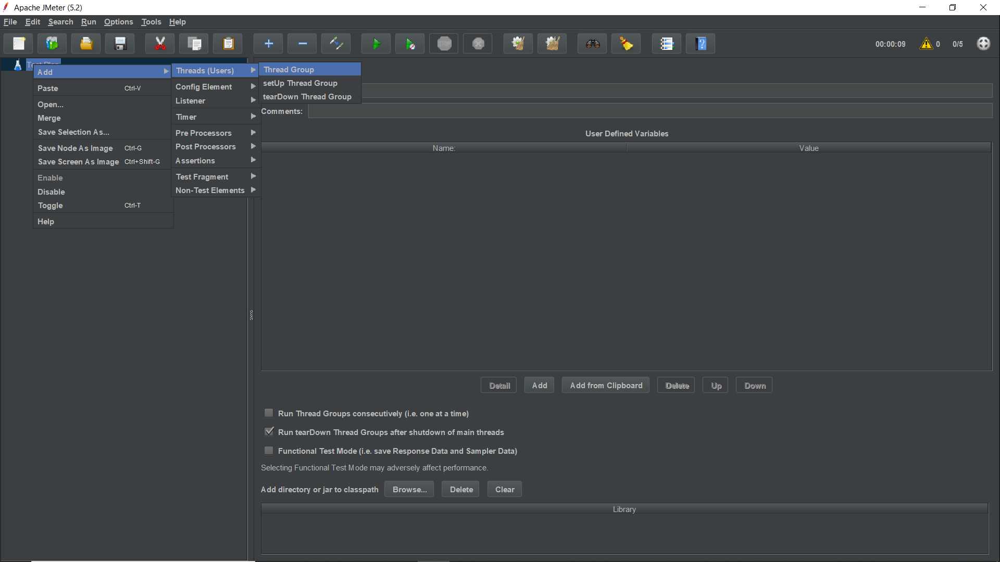 Apache JMeter (5.2)
File Edit Search Run Options Tools Help
STOP
00:00:09 0 0/5
Add
Paste Ctrl-V
Open...
Merge
Save Selection As...
Save Node As Image Ctrl-G
Save Screen As Image Ctrl+Shift-G
Enable
Disable
Toggle Ctrl-T
Help
Threads (Users)
Config Element
Listener
Timer
Pre Processors
Post Processors
Assertions
Test Fragment
Non-Test Elements
Thread Group
setUp Thread Group
tearDown Thread Group
Comments:
User Defined Variables
Name: Value
Detail Add Add from Clipboard Delete Up Down
Run Thread Groups consecutively (i.e. one at a time)
Run tearDown Thread Groups after shutdown of main threads
Functional Test Mode (i.e. save Response Data and Sampler Data)
Selecting Functional Test Mode may adversely affect performance.
Add directory or jar to classpath Browse... Delete Clear
Library